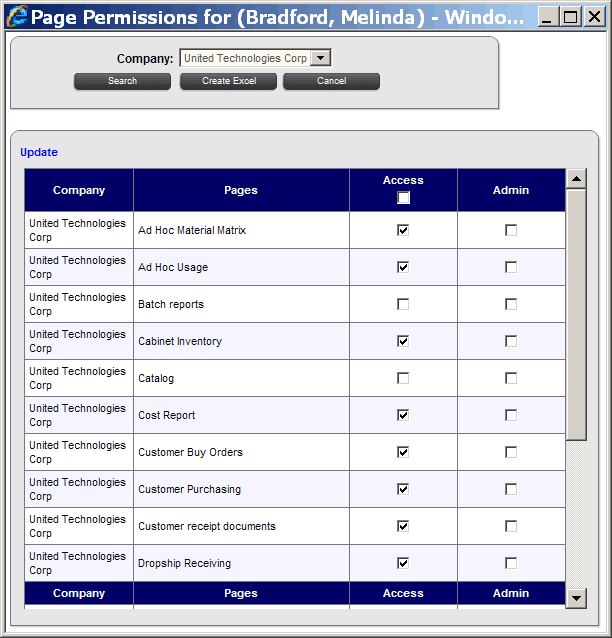 Page Permissions for (Bradford, Melinda) - Windo...
Company: United Technologies Corp
Search Create Excel Cancel
Update
Company Pages Access Admin
United Technologies
Corp
Ad Hoc Material Matrix
United Technologies
Corp
Ad Hoc Usage
United Technologies
Corp
Batch reports
United Technologies
Corp
Cabinet Inventory
United Technologies
Corp
Catalog
United Technologies
Corp
Cost Report
United Technologies
Corp
Customer Buy Orders
United Technologies
Corp
Customer Purchasing
United Technologies
Corp
Customer receipt documents
United Technologies
Corp
Dropship Receiving
Company Pages Access Admin